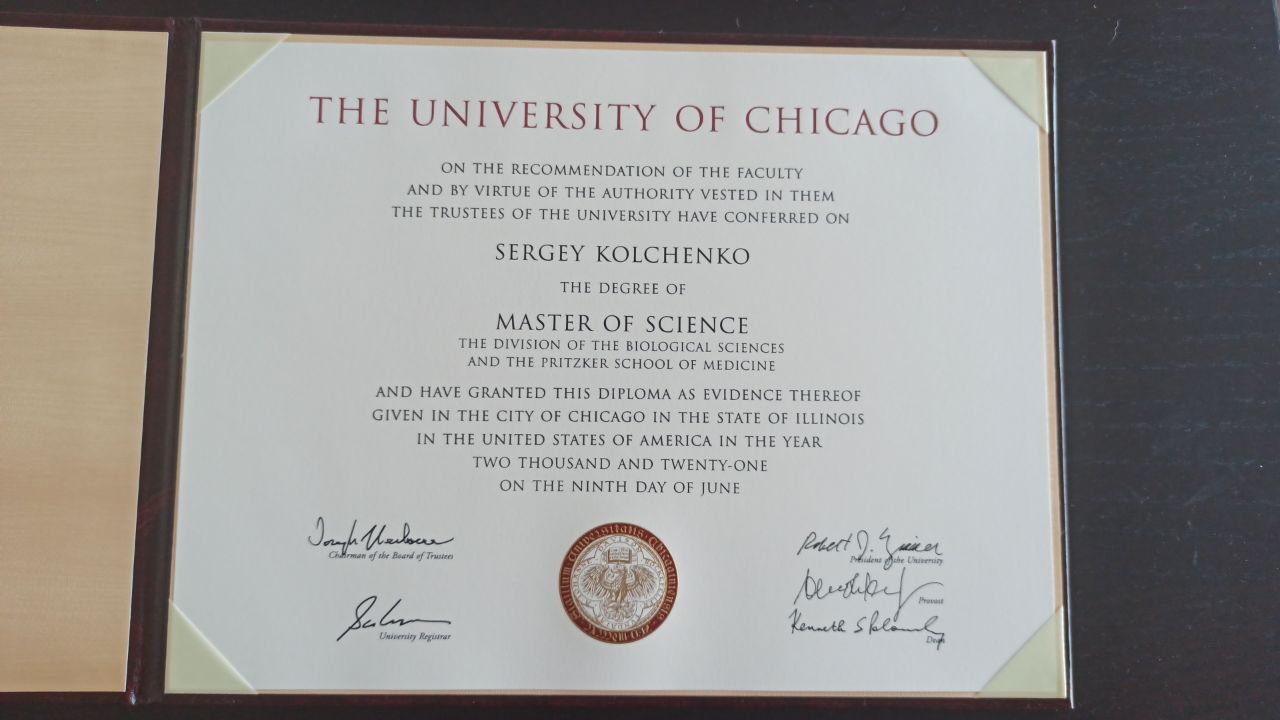 THE UNIVERSITY OF CHICAGO
ON THE RECOMMENDATION OF THE FACULTY
AND BY VIRTUE OF THE AUTHORITY VESTED IN THEM
THE TRUSTEES OF THE UNIVERSITY HAVE CONFERRED ON
SERGEY KOLCHENKO
THE DEGREE OF
MASTER OF SCIENCE
THE DIVISION OF THE BIOLOGICAL SCIENCES
AND THE PRITZKER SCHOOL OF MEDICINE
AND HAVE GRANTED THIS DIPLOMA AS EVIDENCE THEREOF
GIVEN IN THE CITY OF CHICAGO IN THE STATE OF ILLINOIS
IN THE UNITED STATES OF AMERICA IN THE YEAR
TWO THOUSAND AND TWENTY-ONE
ON THE NINTH DAY OF JUNE
Chairman of the Board of Trustees
University Registrar
Robert J.
President of the University
Provost
Kenneth S
Dean